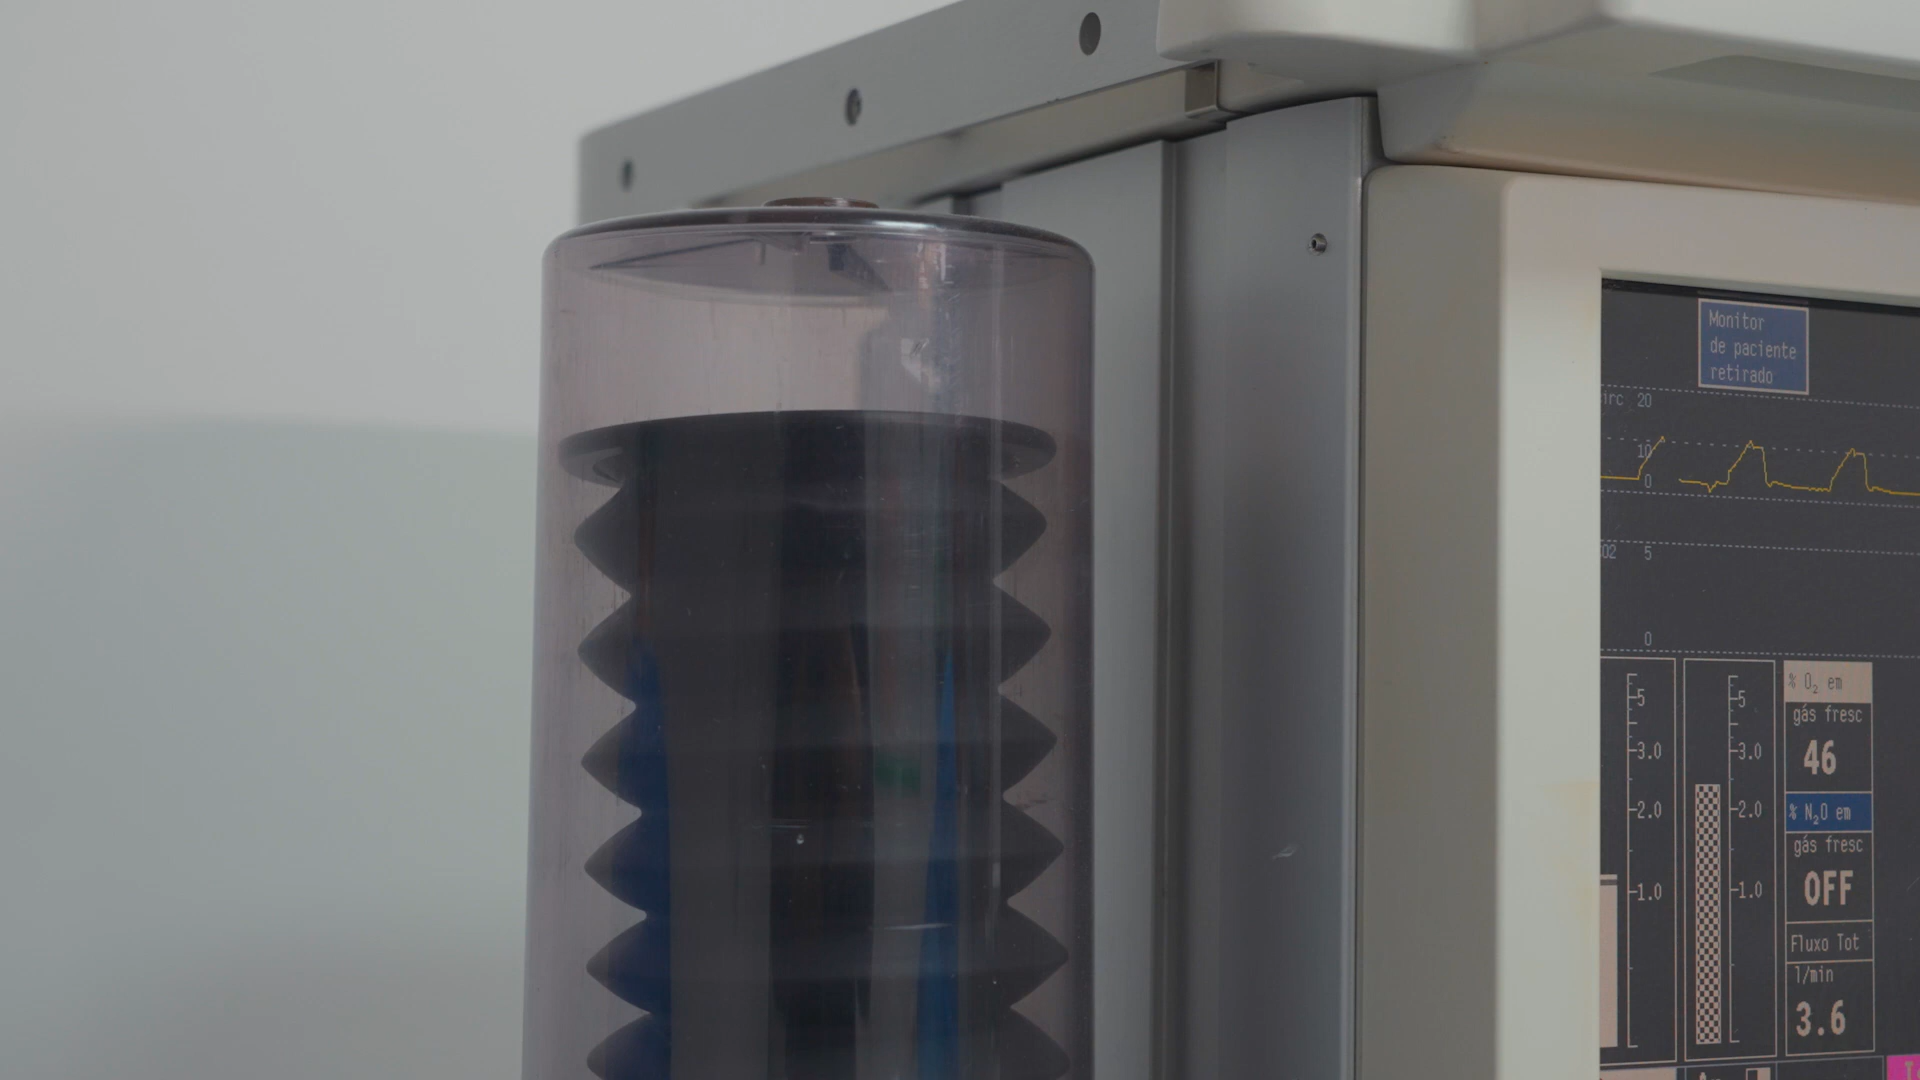 Monitor
de paciente
retirado
20
10
0
5
0
5
3.0
2.0
1.0
5
3.0
2.0
1.0
% O₂ em
gás fresc
46
% N₂O em
gás fresc
OFF
Fluxo Tot
l/min
3.6